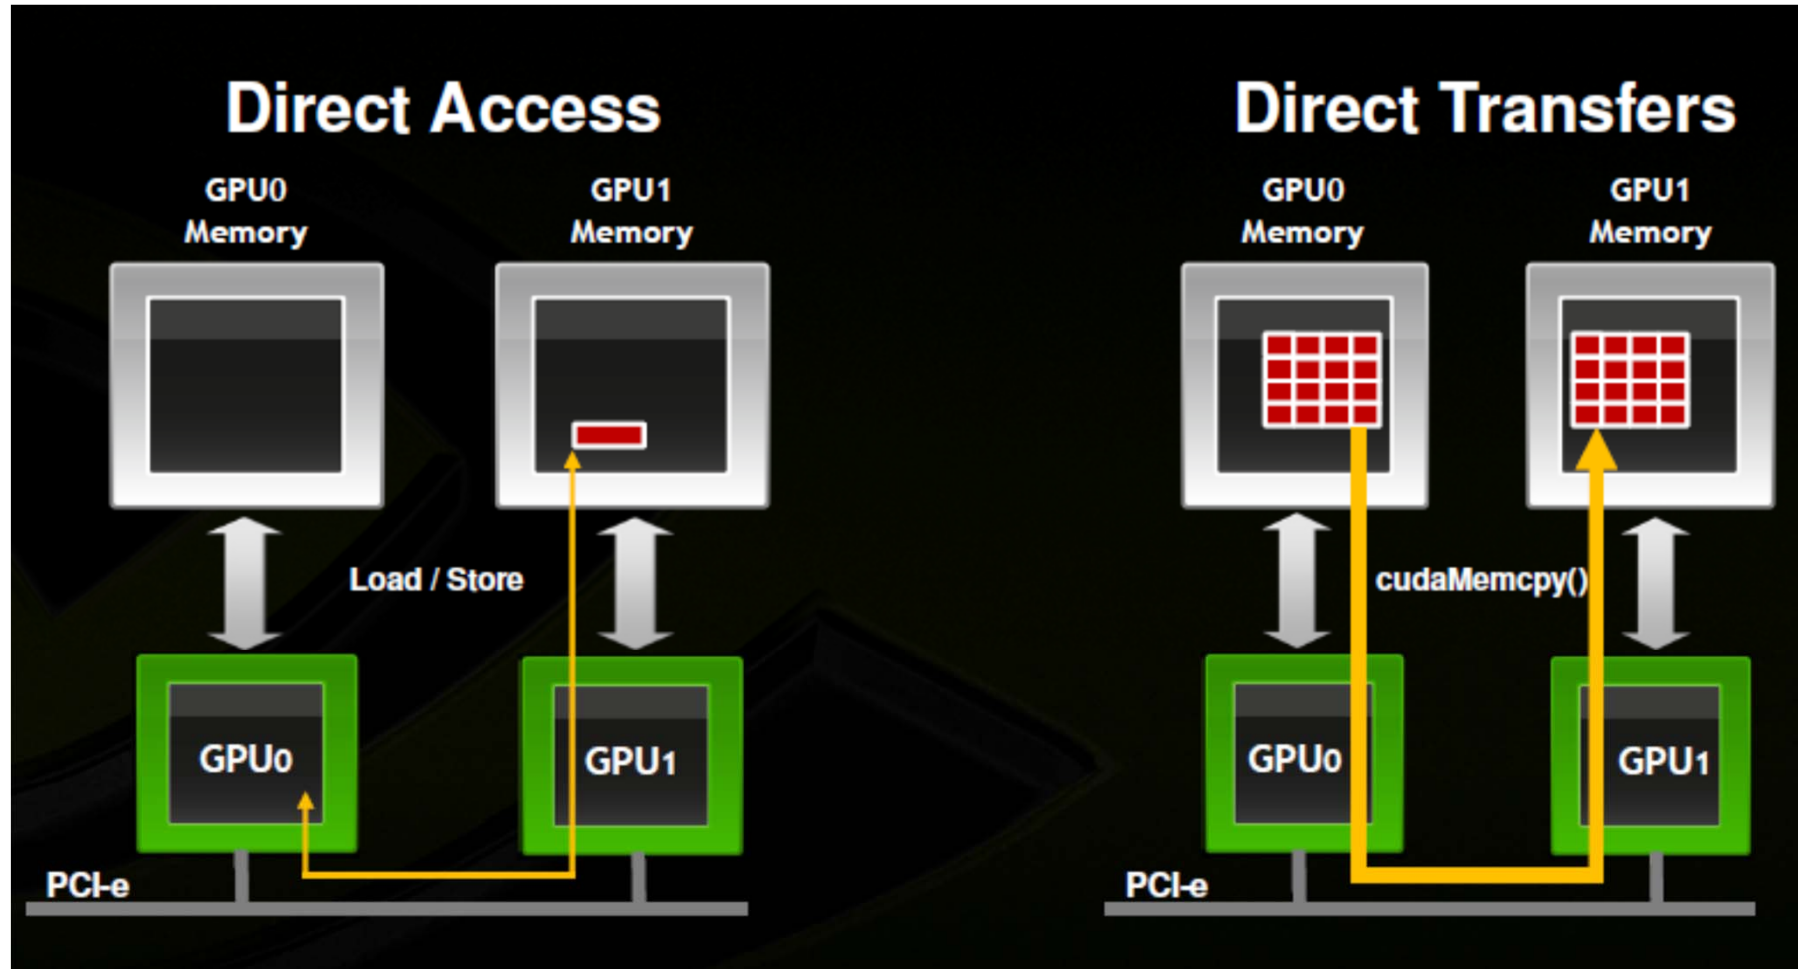 Direct Access
GPU0
Memory
GPU1
Memory
Load / Store
GPU0
GPU1
PCI-e
Direct Transfers
GPU0
Memory
GPU1
Memory
cudaMemcpy()
GPU0
GPU1
PCI-e